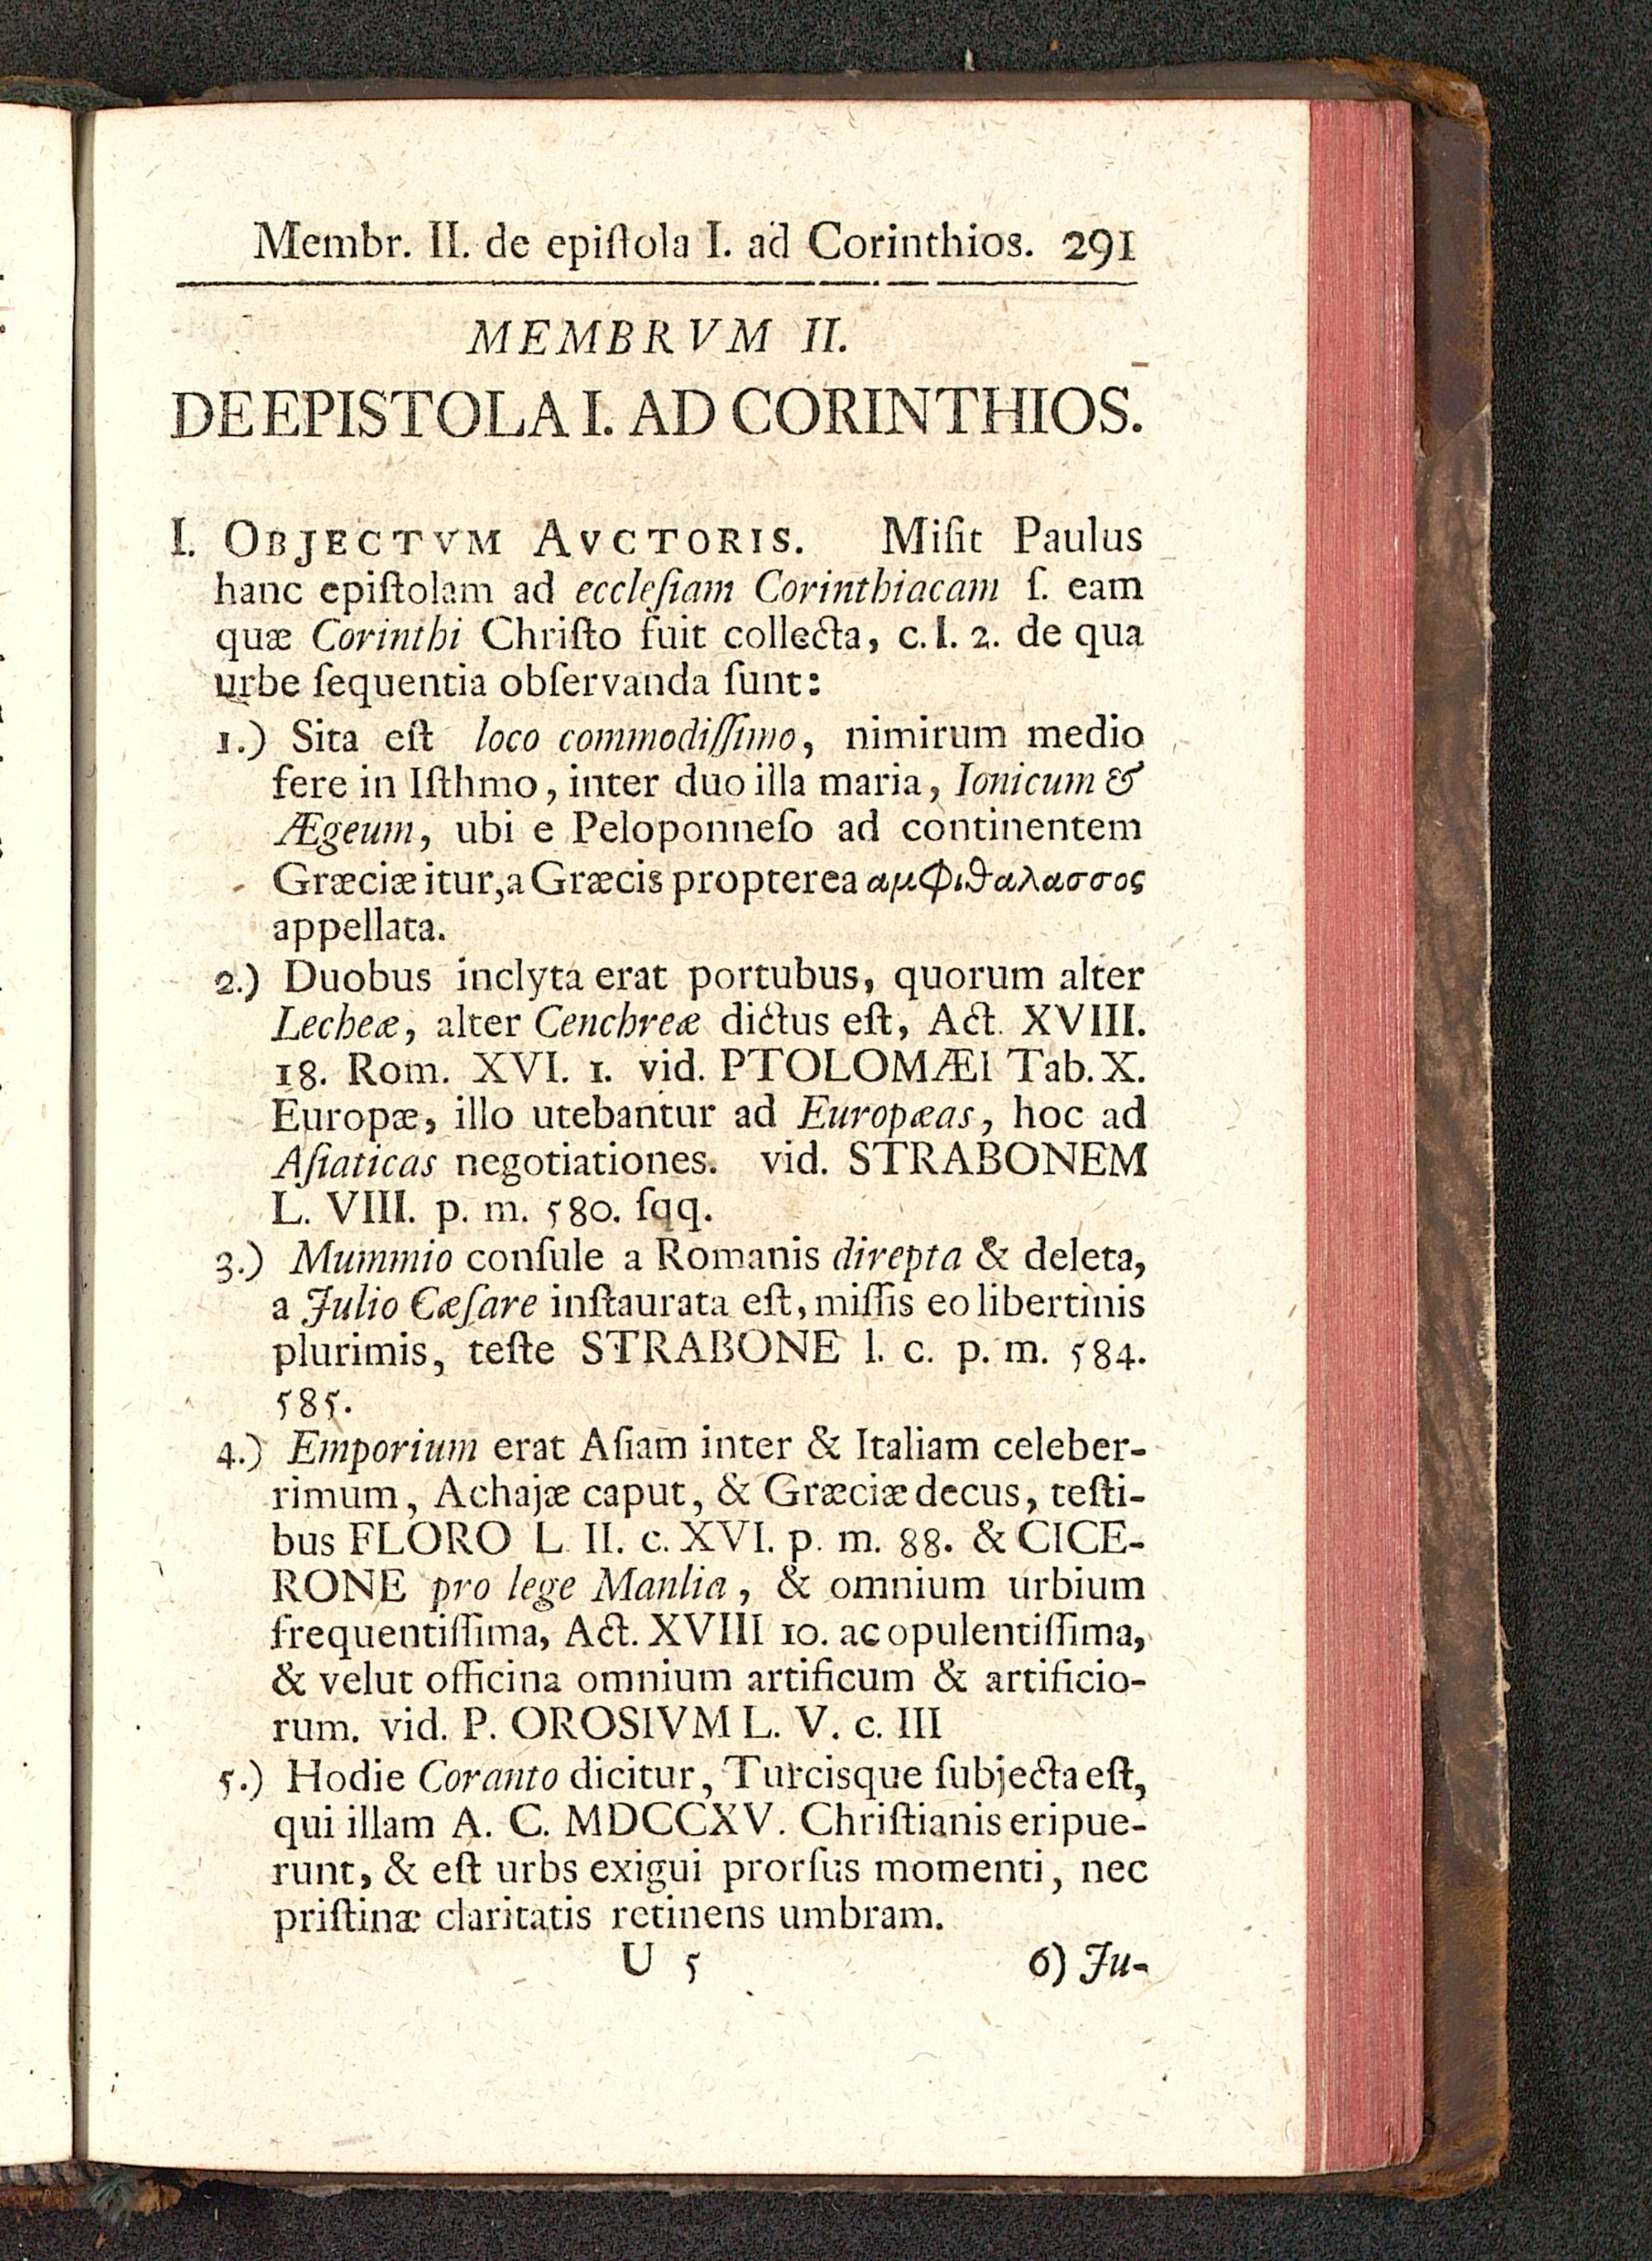 Membr. II. de epiſtola I. ad Corinthios. 291
MEMBRVM II.
DE EPISTOLA I. AD CORINTHIOS.
I. OBJECTVM AVCTORIS. Miſit Paulus
hanc epiſtolam ad eccleſiam Corinthiacam ſ. eam
quæ Corinthi Chriſto fuit collecta, c. I. 2. de qua
urbe ſequentia obſervanda ſunt:
1.) Sita eſt loco commodiſſimo, nimirum medio
fere in Iſthmo, inter duo illa maria, Ionicum &
Ægeum, ubi e Peloponneſo ad continentem
Græciæ itur, a Græcis propterea αμφιθαλασσος
appellata.
2.) Duobus inclyta erat portubus, quorum alter
Lecheæ, alter Cenchreæ dictus eſt, Act. XVIII.
18. Rom. XVI. 1. vid. PTOLOMÆI Tab. X.
Europæ, illo utebantur ad Europæas, hoc ad
Aſiaticas negotiationes. vid. STRABONEM
L. VIII. p. m. 580. ſqq.
3.) Mummio conſule a Romanis direpta & deleta,
a Julio Cæſare inſtaurata eſt, miſſis eo libertinis
plurimis, teſte STRABONE l. c. p. m. 584.
585.
4.) Emporium erat Aſiam inter & Italiam celeber-
rimum, Achajæ caput, & Græciæ decus, teſti-
bus FLORO L II. c. XVI. p. m. 88. & CICE-
RONE pro lege Manlia, & omnium urbium
frequentiſſima, Act. XVIII 10. ac opulentiſſima,
& velut officina omnium artificum & artificio-
rum. vid. P. OROSIVM L. V. c. III
5.) Hodie Coranto dicitur, Turcisque ſubjecta eſt,
qui illam A. C. MDCCXV. Chriſtianis eripue-
runt, & eſt urbs exigui prorſus momenti, nec
priſtinæ claritatis retinens umbram.
U 5 6) Ju-